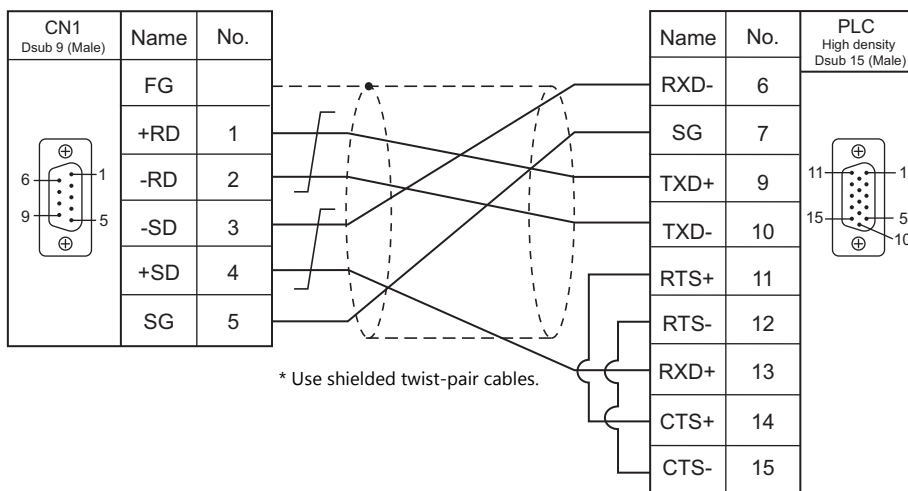 CN1
Dsub 9 (Male)
Name No.
FG
+RD 1
-RD 2
-SD 3
+SD 4
SG 5
6
1
9
5
* Use shielded twist-pair cables.
Name No.
PLC
High density
Dsub 15 (Male)
RXD- 6
SG 7
TXD+ 9
TXD- 10
RTS+ 11
RTS- 12
RXD+ 13
CTS+ 14
CTS- 15
11
1
15
5
10